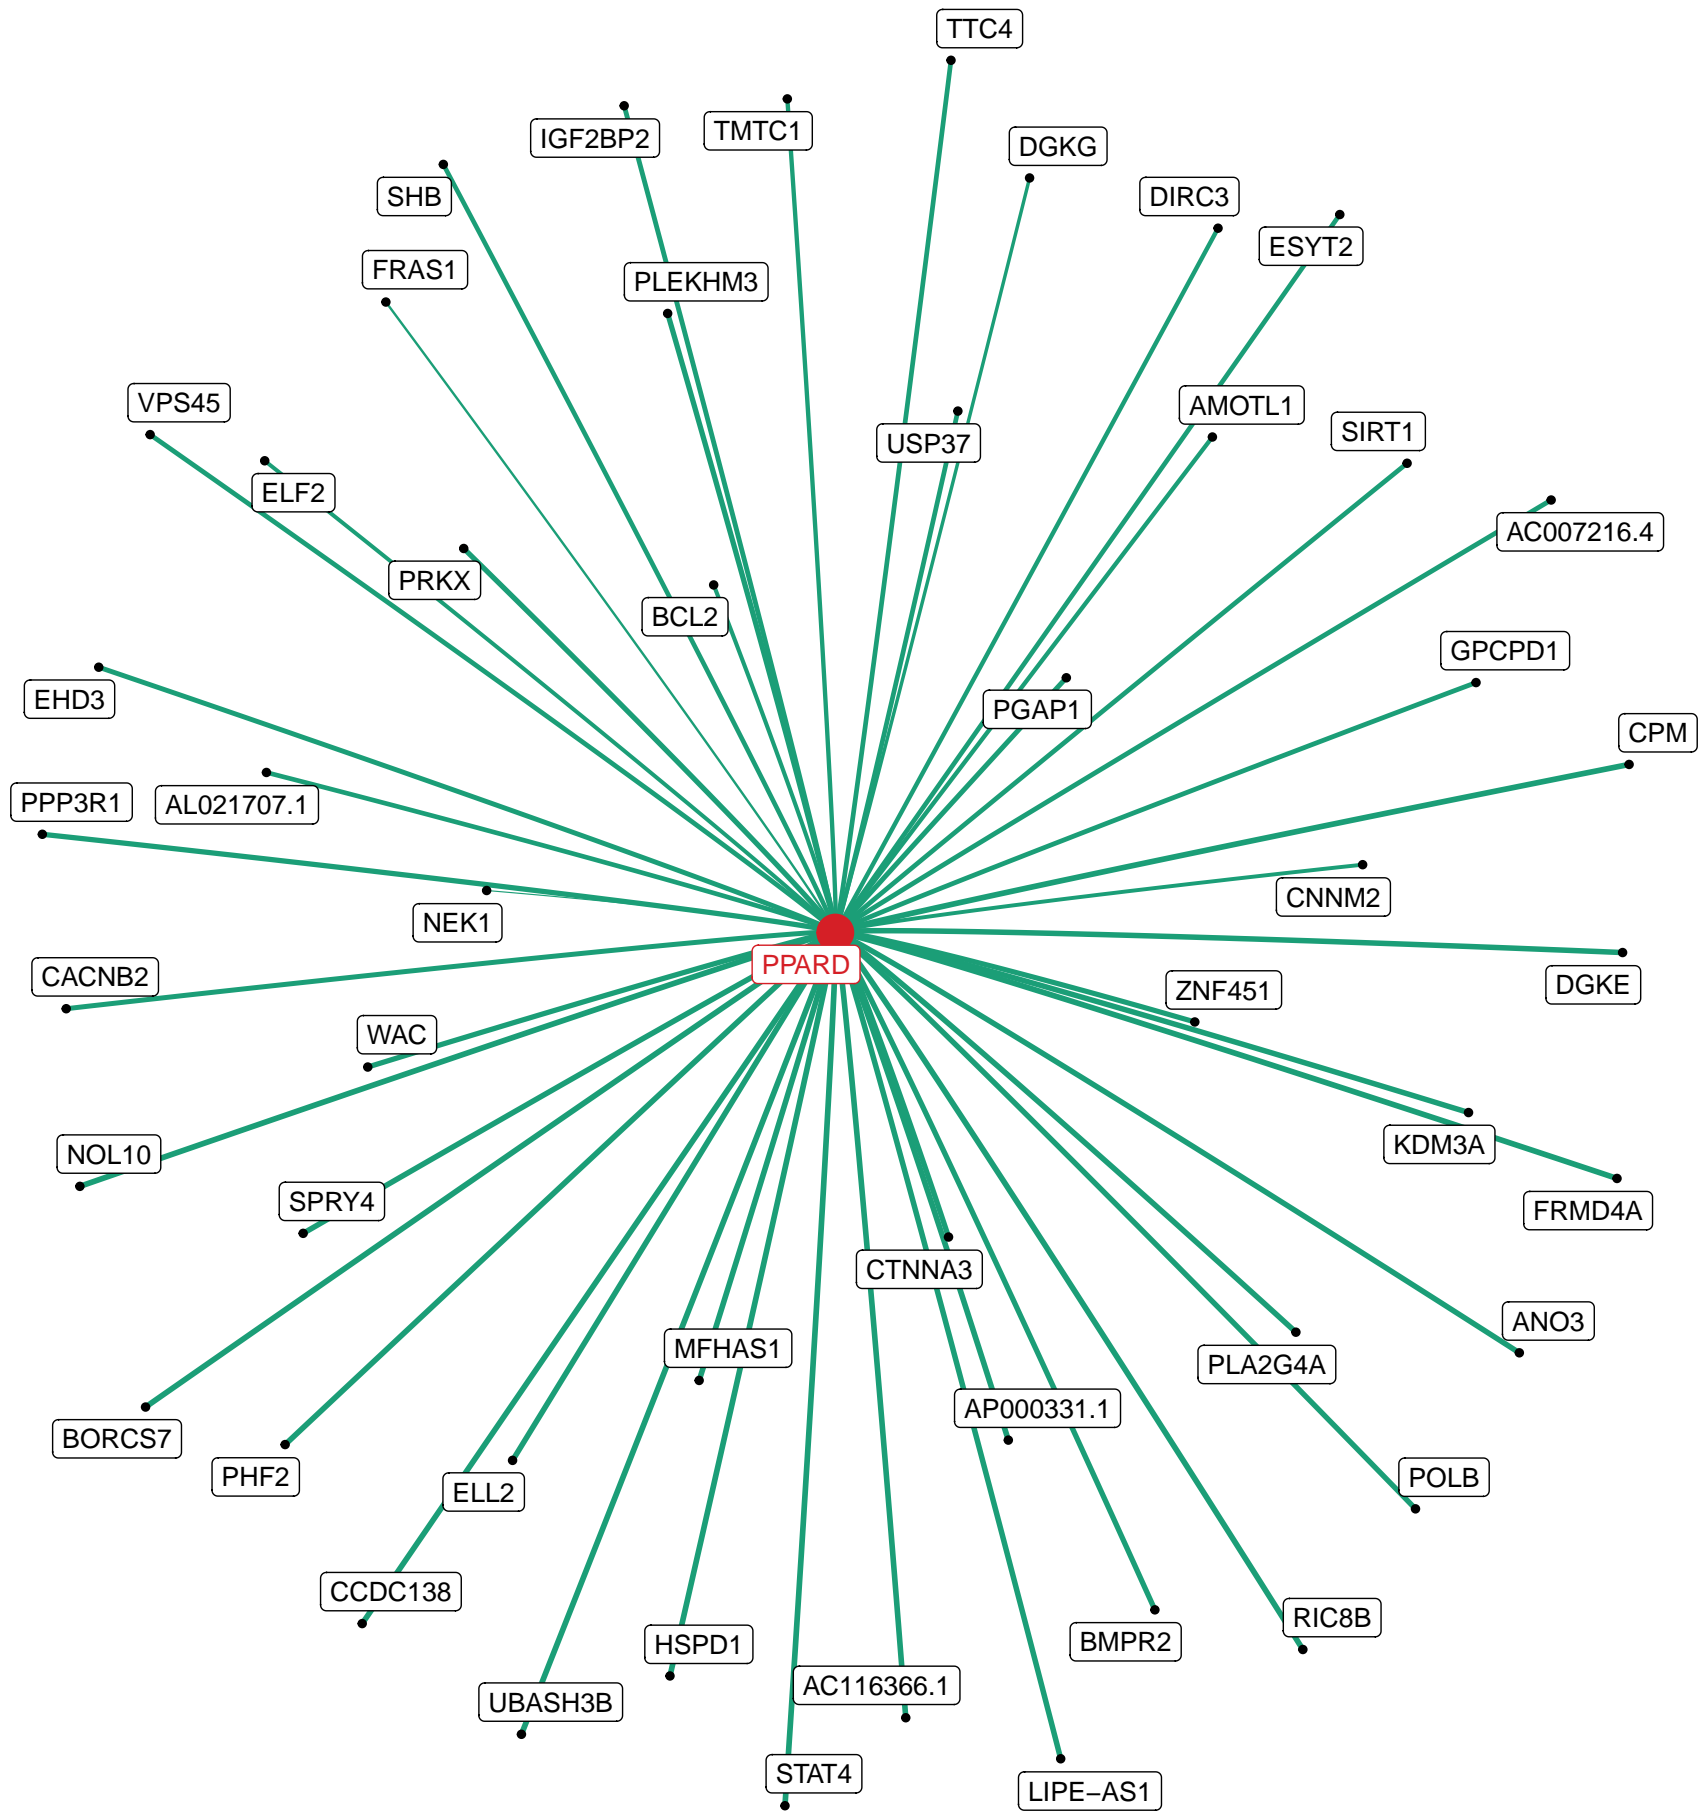 TTC4
IGF2BP2
TMTC1
DGKG
SHB
DIRC3
ESYT2
FRAS1
PLEKHM3
VPS45
AMOTL1
SIRT1
USP37
ELF2
AC007216.4
PRKX
BCL2
GPCPD1
EHD3
PGAP1
CPM
PPP3R1
AL021707.1
CNNM2
NEK1
PPARD
CACNB2
DGKE
ZNF451
WAC
KDM3A
NOL10
SPRY4
FRMD4A
CTNNA3
ANO3
MFHAS1
PLA2G4A
AP000331.1
BORCS7
PHF2
POLB
ELL2
CCDC138
RIC8B
BMPR2
HSPD1
AC116366.1
UBASH3B
STAT4
LIPE−AS1